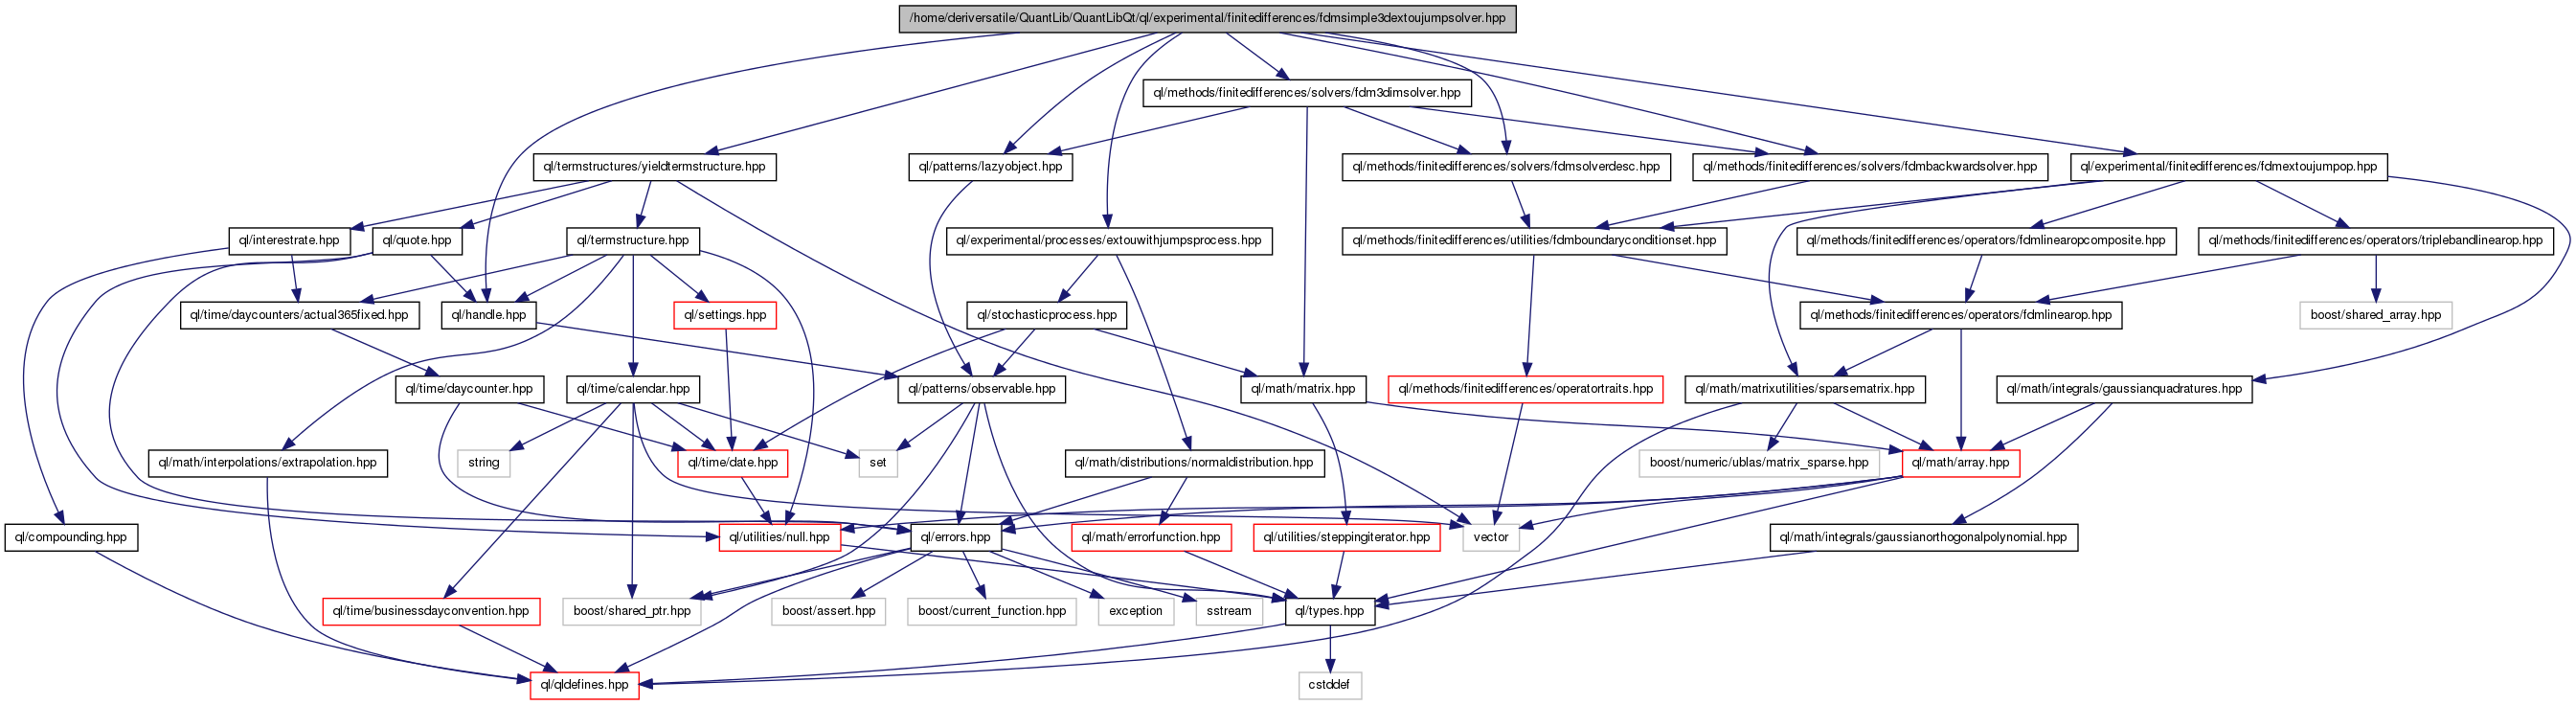 /home/deriversatile/QuantLib/QuantLibQt/ql/experimental/finitedifferences/fdmsimple3dextoujumpsolver.hpp
ql/methods/finitedifferences/solvers/fdm3dimsolver.hpp
ql/termstructures/yieldtermstructure.hpp
ql/patterns/lazyobject.hpp
ql/methods/finitedifferences/solvers/fdmsolverdesc.hpp
ql/methods/finitedifferences/solvers/fdmbackwardsolver.hpp
ql/experimental/finitedifferences/fdmextoujumpop.hpp
ql/interestrate.hpp
ql/quote.hpp
ql/termstructure.hpp
ql/experimental/processes/extouwithjumpsprocess.hpp
ql/methods/finitedifferences/utilities/fdmboundaryconditionset.hpp
ql/methods/finitedifferences/operators/fdmlinearopcomposite.hpp
ql/methods/finitedifferences/operators/triplebandlinearop.hpp
ql/time/daycounters/actual365fixed.hpp
ql/handle.hpp
ql/settings.hpp
ql/stochasticprocess.hpp
ql/methods/finitedifferences/operators/fdmlinearop.hpp
boost/shared_array.hpp
ql/time/daycounter.hpp
ql/time/calendar.hpp
ql/patterns/observable.hpp
ql/math/matrix.hpp
ql/methods/finitedifferences/operatortraits.hpp
ql/math/matrixutilities/sparsematrix.hpp
ql/math/integrals/gaussianquadratures.hpp
ql/math/interpolations/extrapolation.hpp
string
ql/time/date.hpp
set
ql/math/distributions/normaldistribution.hpp
boost/numeric/ublas/matrix_sparse.hpp
ql/math/array.hpp
ql/compounding.hpp
ql/utilities/null.hpp
ql/errors.hpp
ql/math/errorfunction.hpp
ql/utilities/steppingiterator.hpp
vector
ql/math/integrals/gaussianorthogonalpolynomial.hpp
ql/time/businessdayconvention.hpp
boost/shared_ptr.hpp
boost/assert.hpp
boost/current_function.hpp
exception
sstream
ql/types.hpp
ql/qldefines.hpp
cstddef